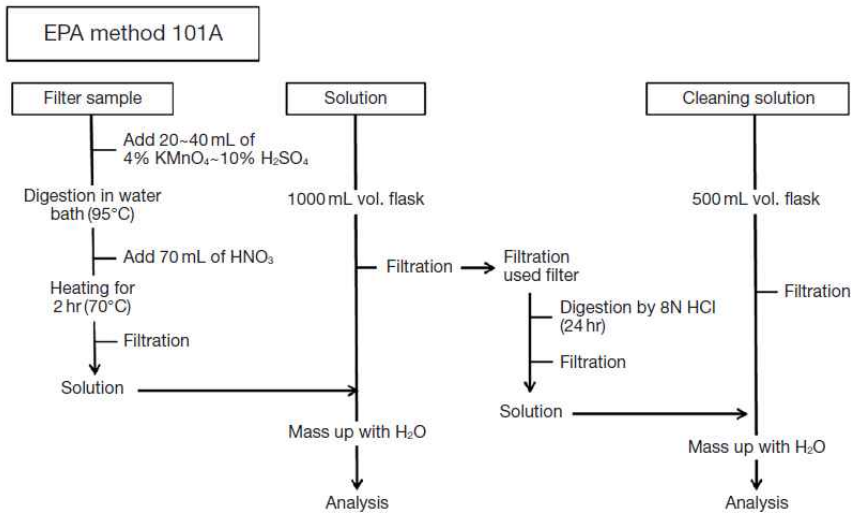 EPA method 101A
Filter sample
Add 20~40 mL of
4% KMnO₄~10% H₂SO₄
Digestion in water
bath (95°C)
Add 70 mL of HNO₃
Heating for
2 hr (70°C)
Filtration
Solution
Solution
1000 mL vol. flask
Filtration
Filtration
used filter
Digestion by 8N HCl
(24 hr)
Filtration
Solution
Mass up with H₂O
Analysis
Cleaning solution
500 mL vol. flask
Filtration
Mass up with H₂O
Analysis